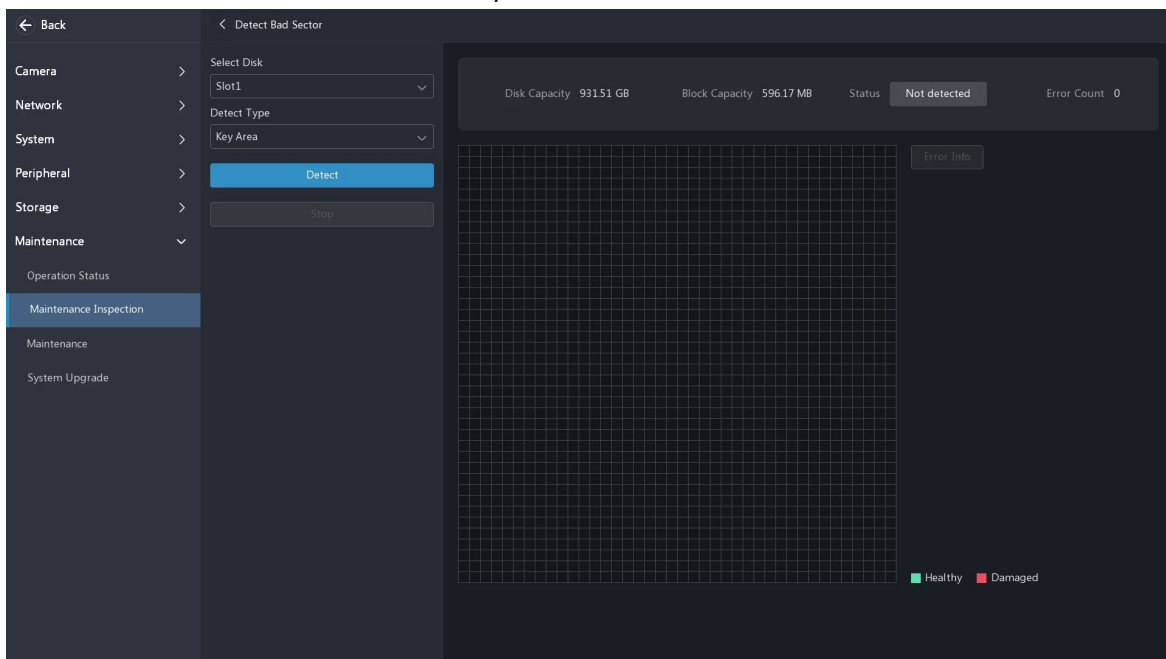 Back
Detect Bad Sector
Camera
Network
System
Peripheral
Storage
Maintenance
Operation Status
Maintenance Inspection
Maintenance
System Upgrade
Select Disk
Slot1
Detect Type
Key Area
Detect
Stop
Disk Capacity 931.51 GB Block Capacity 596.17 MB Status Not detected Error Count 0
Error Info
Healthy Damaged